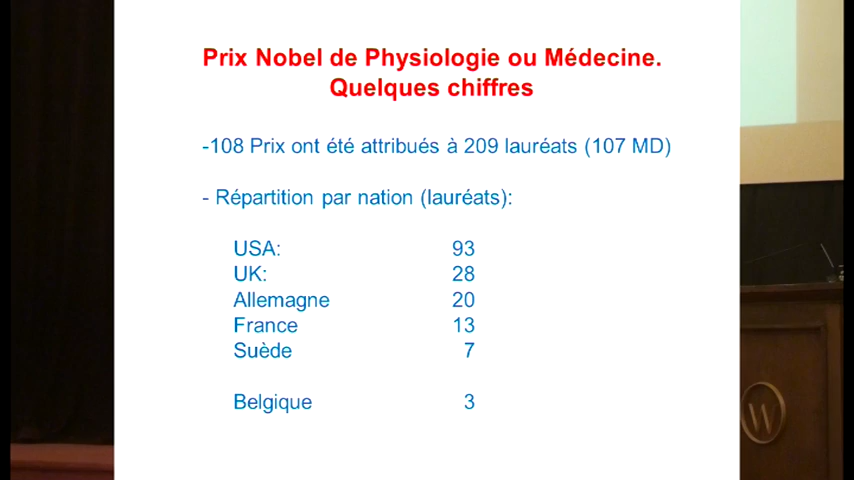 Prix Nobel de Physiologie ou Médecine.
Quelques chiffres
-108 Prix ont été attribués à 209 lauréats (107 MD)
- Répartition par nation (lauréats):
USA: 93
UK: 28
Allemagne 20
France 13
Suède 7
Belgique 3
W